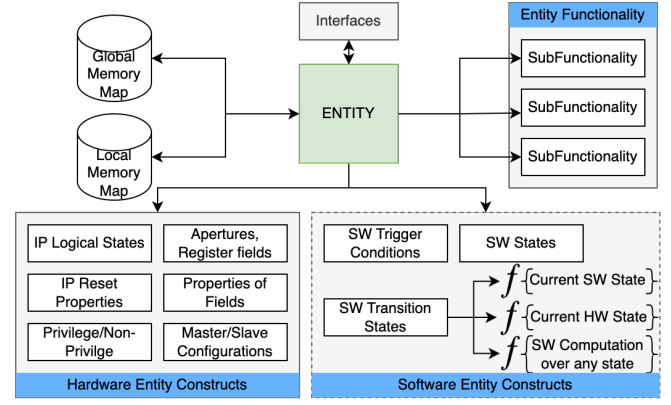 Interfaces
Entity Functionality
Global
Memory
Map
SubFunctionality
ENTITY
SubFunctionality
Local
Memory
Map
SubFunctionality
IP Logical States
Apertures,
Register fields
SW Trigger
Conditions
SW States
IP Reset
Properties
Properties of
Fields
SW Transition
States
f {Current SW State}
f {Current HW State}
f {SW Computation
over any state}
Privilege/Non-
Privilge
Master/Slave
Configurations
Hardware Entity Constructs
Software Entity Constructs